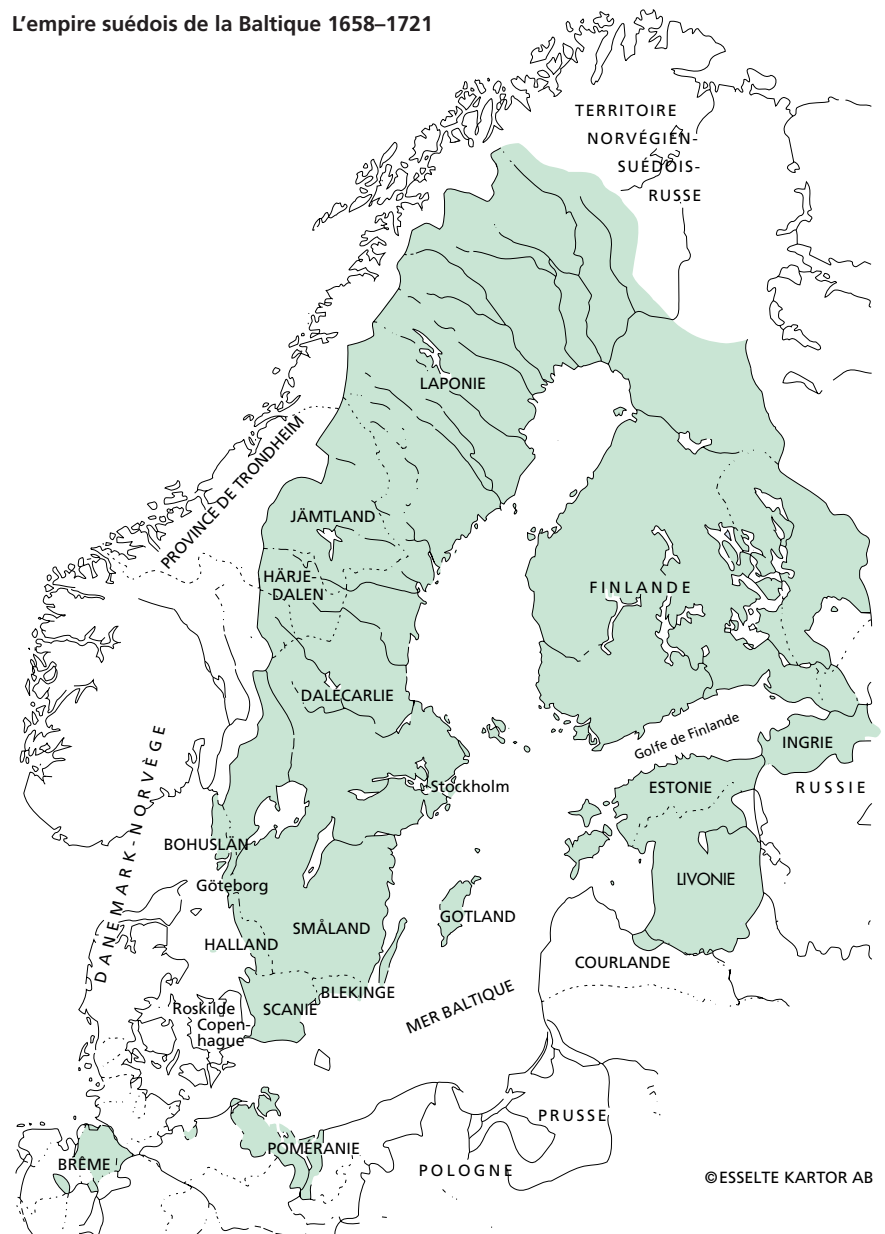 L'empire suédois de la Baltique 1658–1721
TERRITOIRE
NORVÉGIEN-
SUÉDOIS-
RUSSE
LAPONIE
PROVINCE DE TRONDHEIM
JÄMTLAND
HÄRJE-
DALEN
FINLANDE
DALÉCARLIE
Golfe de Finlande
INGRIE
DANEMARK-NORVÈGE
Stockholm
ESTONIE
RUSSIE
BOHUSLÄN
Göteborg
LIVONIE
GOTLAND
SMÅLAND
HALLAND
COURLANDE
BLEKINGE
MER BALTIQUE
Roskilde
SCANIE
Copen-
hague
PRUSSE
POMÉRANIE
BRÊME
POLOGNE
©ESSELTE KARTOR AB